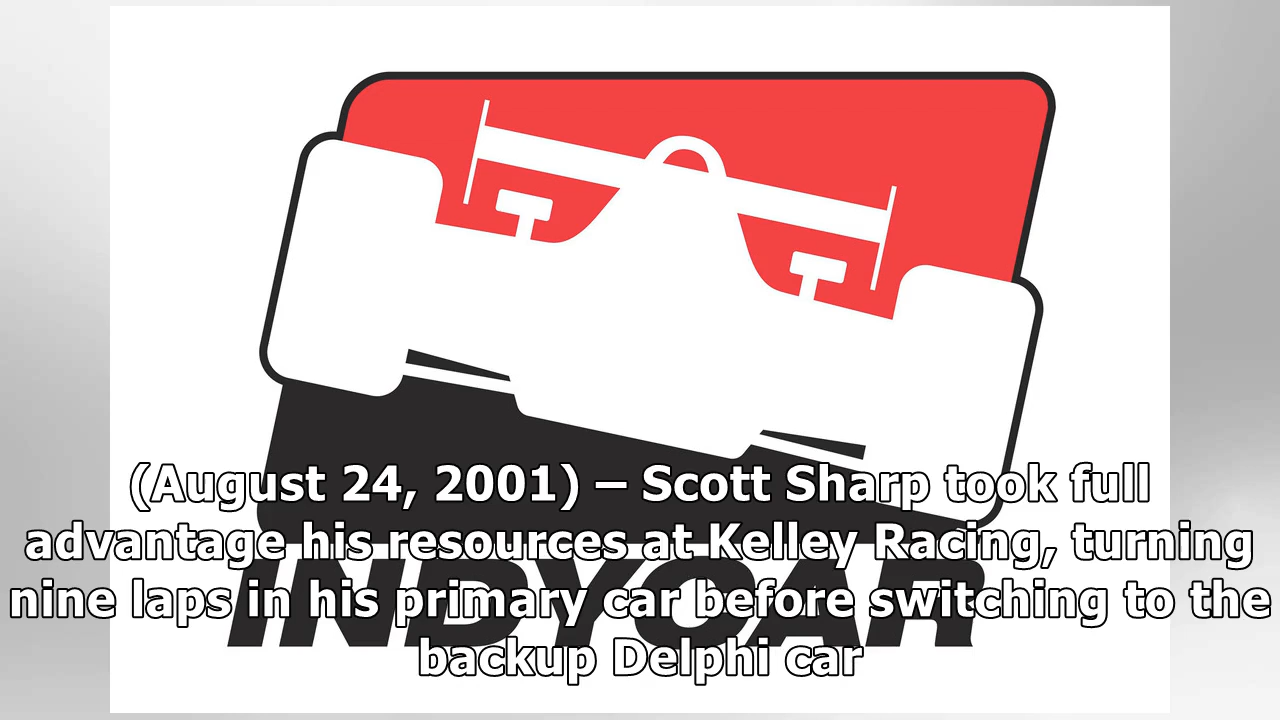 (August 24, 2001) – Scott Sharp took full
advantage his resources at Kelley Racing, turning
nine laps in his primary car before switching to the
backup Delphi car
INDYCAR